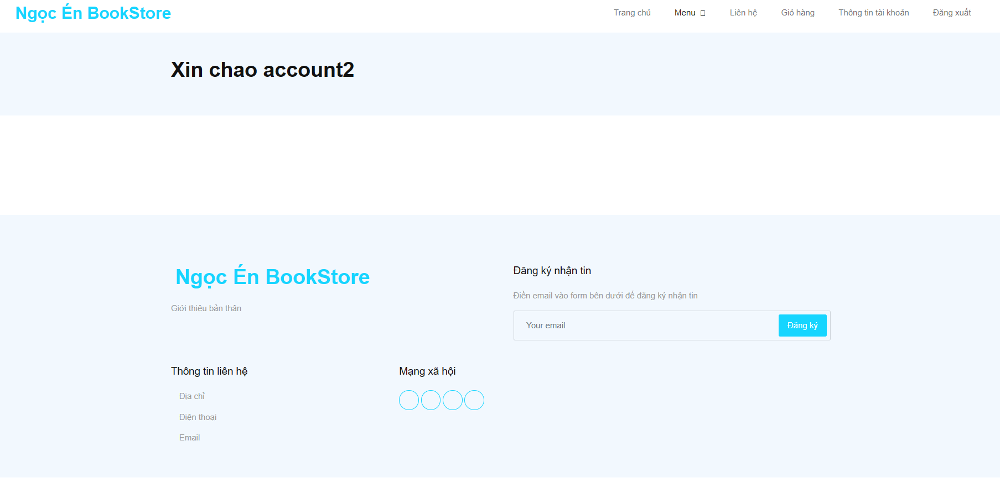 Ngọc Én BookStore
Trang chủ Menu Liên hệ Giỏ hàng Thông tin tài khoản Đăng xuất
Xin chao account2
Ngọc Én BookStore
Giới thiệu bản thân
Đăng ký nhận tin
Điền email vào form bên dưới để đăng ký nhận tin
Your email
Đăng ký
Thông tin liên hệ
Địa chỉ
Điện thoại
Email
Mạng xã hội